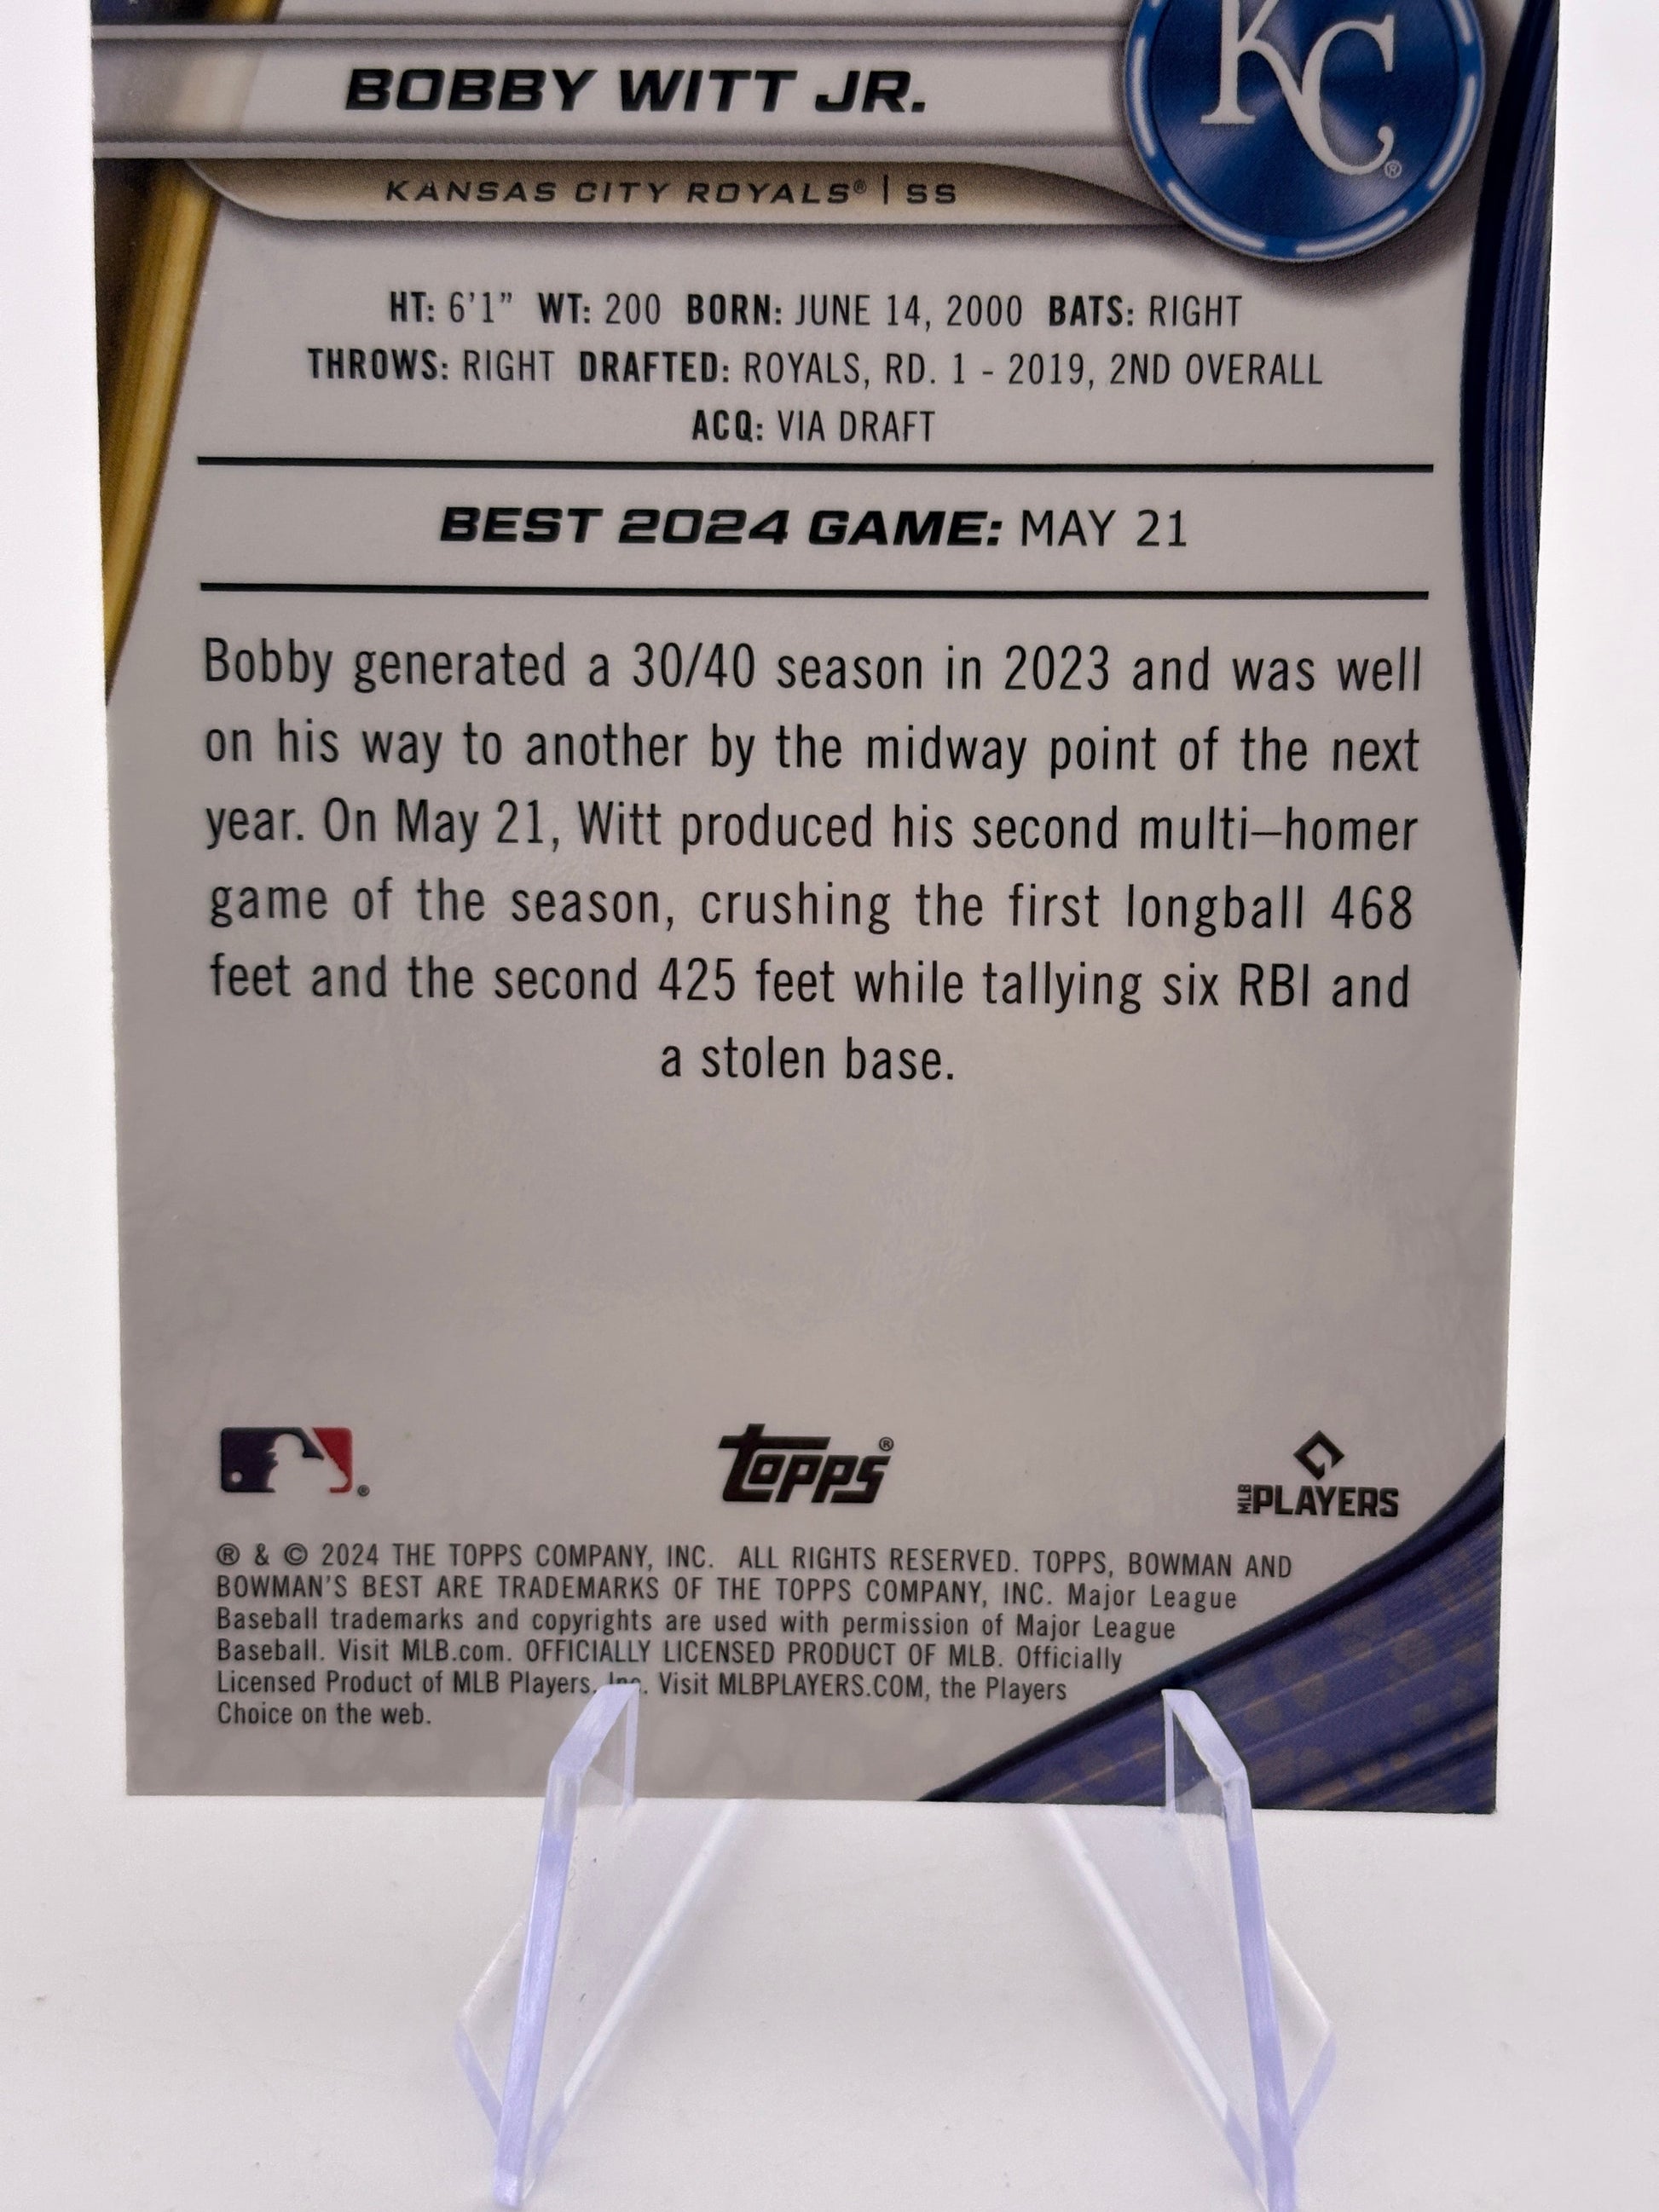 KC®
BOBBY WITT JR.
KANSAS CITY ROYALS® | SS
HT: 6'1" WT: 200 BORN: JUNE 14, 2000 BATS: RIGHT
THROWS: RIGHT DRAFTED: ROYALS, RD. 1 - 2019, 2ND OVERALL
ACQ: VIA DRAFT
BEST 2024 GAME: MAY 21
Bobby generated a 30/40 season in 2023 and was well
on his way to another by the midway point of the next
year. On May 21, Witt produced his second multi–homer
game of the season, crushing the first longball 468
feet and the second 425 feet while tallying six RBI and
a stolen base.
®
Topps®
MLB PLAYERS
® & © 2024 THE TOPPS COMPANY, INC. ALL RIGHTS RESERVED. TOPPS, BOWMAN AND
BOWMAN'S BEST ARE TRADEMARKS OF THE TOPPS COMPANY, INC. Major League
Baseball trademarks and copyrights are used with permission of Major League
Baseball. Visit MLB.com. OFFICIALLY LICENSED PRODUCT OF MLB. Officially
Licensed Product of MLB Players, Inc. Visit MLBPLAYERS.COM, the Players
Choice on the web.